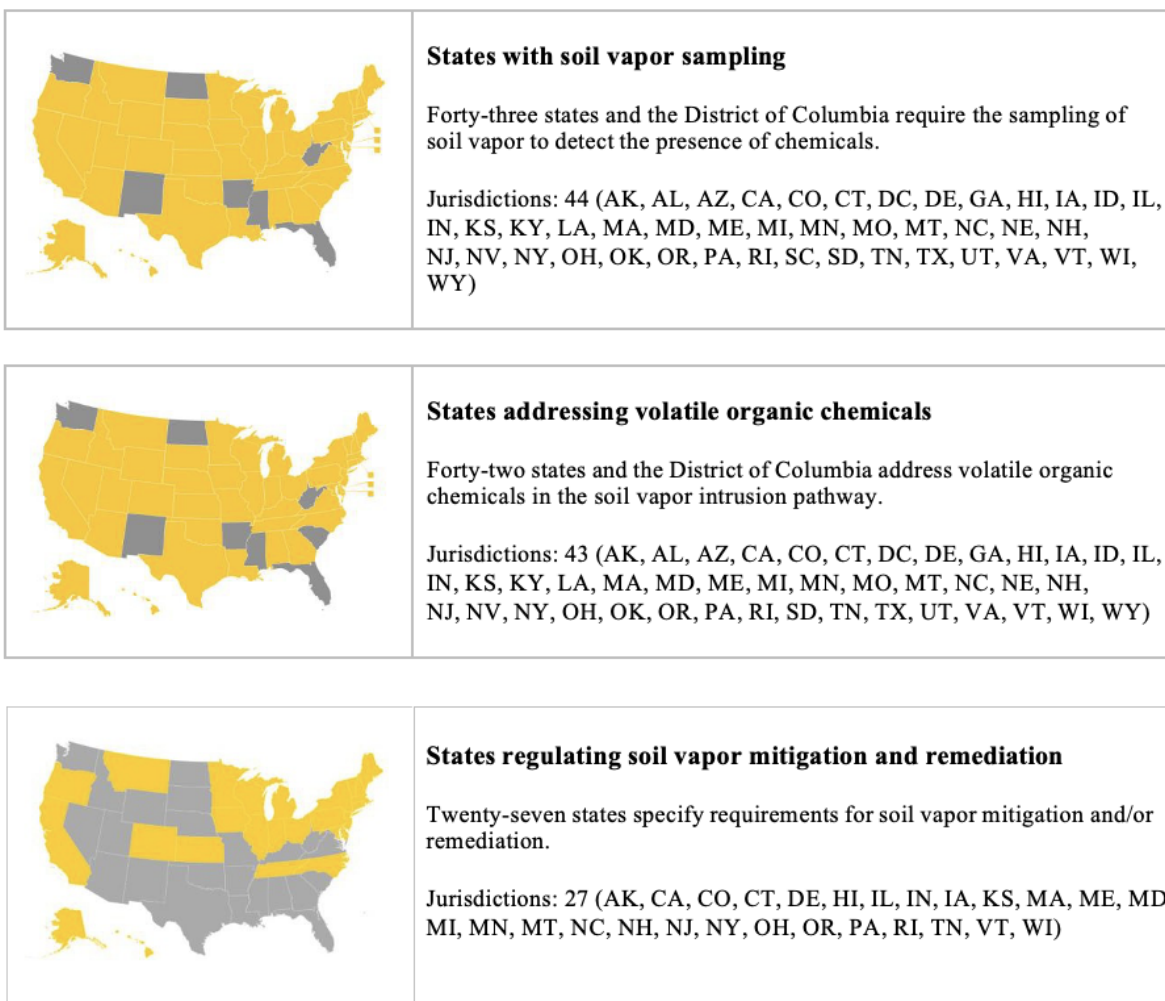 States with soil vapor sampling
Forty-three states and the District of Columbia require the sampling of
soil vapor to detect the presence of chemicals.
Jurisdictions: 44 (AK, AL, AZ, CA, CO, CT, DC, DE, GA, HI, IA, ID, IL,
IN, KS, KY, LA, MA, MD, ME, MI, MN, MO, MT, NC, NE, NH,
NJ, NV, NY, OH, OK, OR, PA, RI, SC, SD, TN, TX, UT, VA, VT, WI,
WY)
States addressing volatile organic chemicals
Forty-two states and the District of Columbia address volatile organic
chemicals in the soil vapor intrusion pathway.
Jurisdictions: 43 (AK, AL, AZ, CA, CO, CT, DC, DE, GA, HI, IA, ID, IL,
IN, KS, KY, LA, MA, MD, ME, MI, MN, MO, MT, NC, NE, NH,
NJ, NV, NY, OH, OK, OR, PA, RI, SD, TN, TX, UT, VA, VT, WI, WY)
States regulating soil vapor mitigation and remediation
Twenty-seven states specify requirements for soil vapor mitigation and/or
remediation.
Jurisdictions: 27 (AK, CA, CO, CT, DE, HI, IL, IN, IA, KS, MA, ME, MD
MI, MN, MT, NC, NH, NJ, NY, OH, OR, PA, RI, TN, VT, WI)